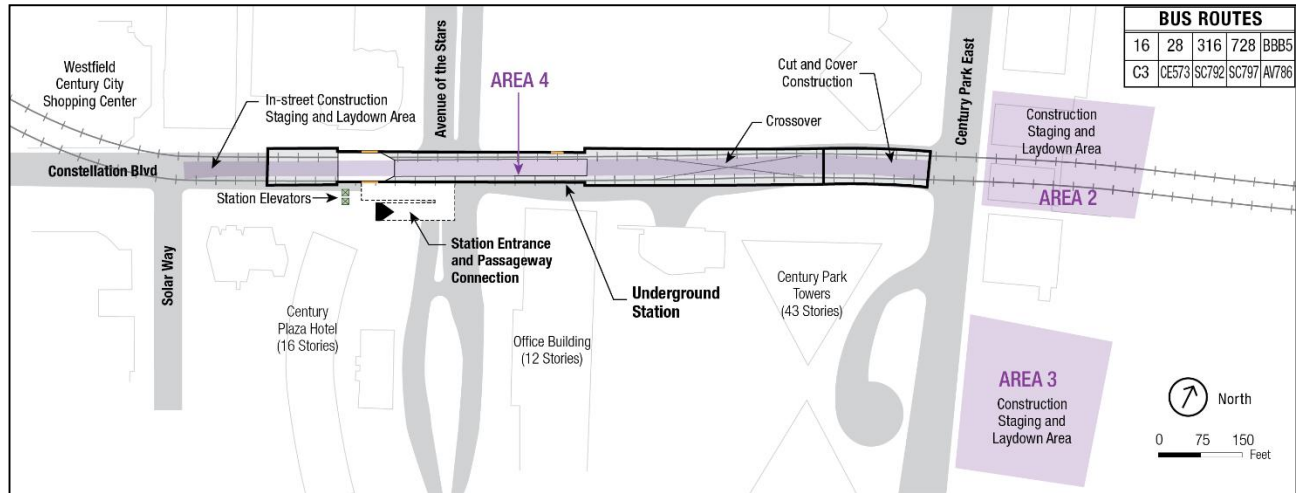 BUS ROUTES
16 28 316 728 BBB5
C3 CE573 SC792 SC797 AV786
Westfield
Century City
Shopping Center
In-street Construction
Staging and Laydown Area
Avenue of the Stars
AREA 4
Cut and Cover
Construction
Crossover
Century Park East
Construction
Staging and
Laydown Area
AREA 2
Constellation Blvd
Station Elevators
Solar Way
Station Entrance
and Passageway
Connection
Underground
Station
Century
Plaza Hotel
(16 Stories)
Office Building
(12 Stories)
Century Park
Towers
(43 Stories)
AREA 3
Construction
Staging and
Laydown Area
North
0 75 150
Feet